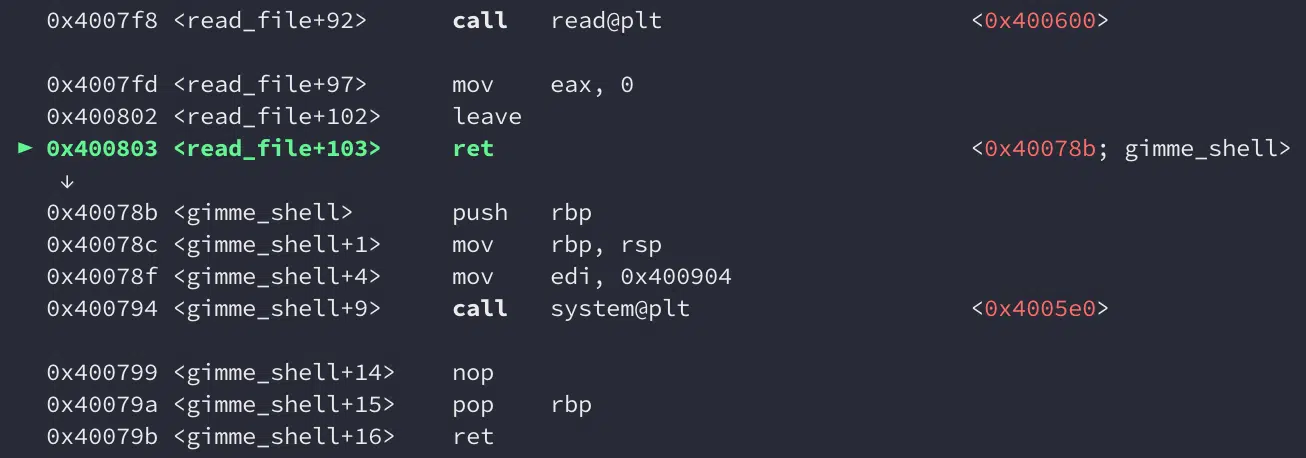 0x4007f8 <read_file+92> call read@plt <0x400600>
0x4007fd <read_file+97> mov eax, 0
0x400802 <read_file+102> leave
► 0x400803 <read_file+103> ret <0x40078b; gimme_shell>
↓
0x40078b <gimme_shell> push rbp
0x40078c <gimme_shell+1> mov rbp, rsp
0x40078f <gimme_shell+4> mov edi, 0x400904
0x400794 <gimme_shell+9> call system@plt <0x4005e0>
0x400799 <gimme_shell+14> nop
0x40079a <gimme_shell+15> pop rbp
0x40079b <gimme_shell+16> ret